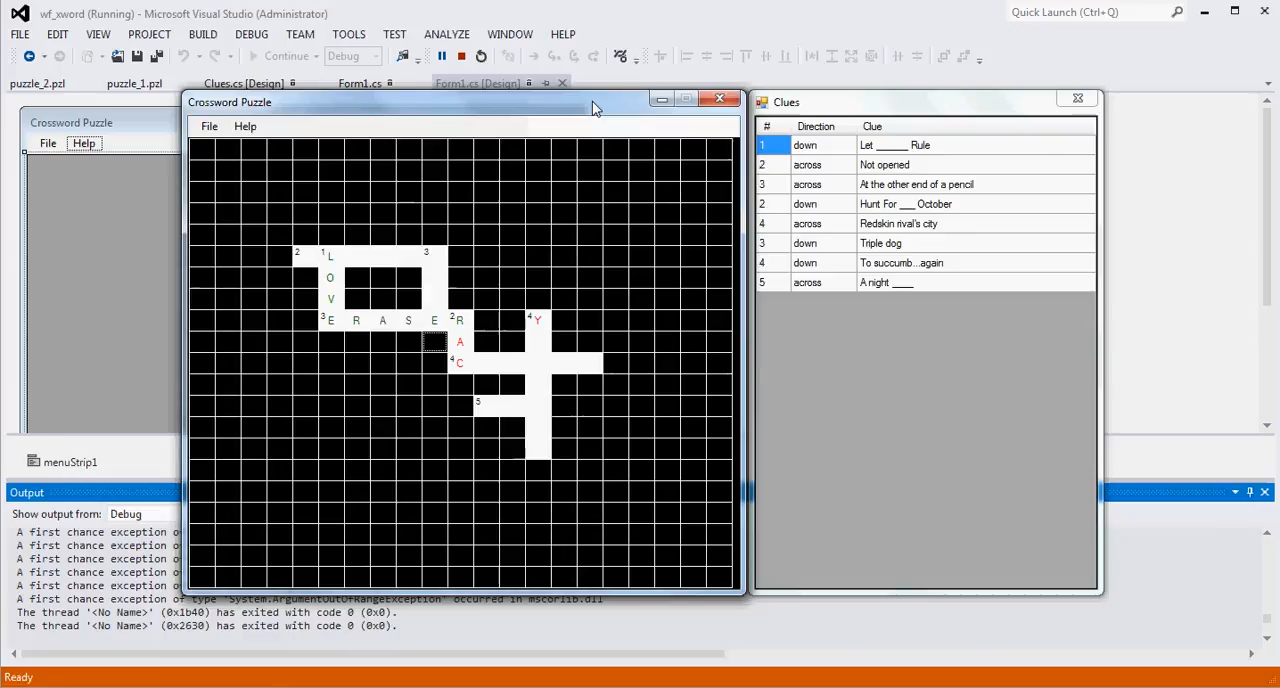 wf_xword (Running) - Microsoft Visual Studio (Administrator)
Quick Launch (Ctrl+Q)
FILE EDIT VIEW PROJECT BUILD DEBUG TEAM TOOLS TEST ANALYZE WINDOW HELP
Continue Debug
puzzle_2.pzl puzzle_1.pzl Clues.cs [Design] Form1.cs Form1.cs [Design]
Crossword Puzzle
File Help
Crossword Puzzle
File Help
2 1 L 3
O
V
3 E R A S E 2 R 4 Y
A
4 C
5
Clues
# Direction Clue
1 down Let ______ Rule
2 across Not opened
3 across At the other end of a pencil
2 down Hunt For ___ October
4 across Redskin rival's city
3 down Triple dog
4 down To succumb...again
5 across A night ____
menuStrip1
Output
Show output from: Debug
A first chance exception o
A first chance exception o
A first chance exception o
A first chance exception o
A first chance exception o
A first chance exception of type 'System.ArgumentOutOfRangeException' occurred in mscorlib.dll
The thread '<No Name>' (0x1b40) has exited with code 0 (0x0).
The thread '<No Name>' (0x2630) has exited with code 0 (0x0).
Ready